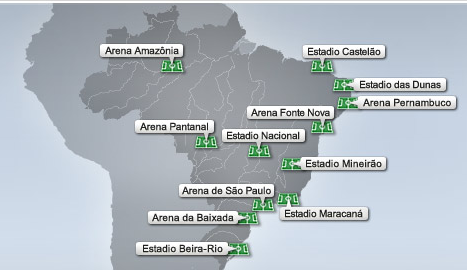 Arena Amazônia
Estadio Castelão
Estadio das Dunas
Arena Pernambuco
Arena Fonte Nova
Arena Pantanal
Estadio Nacional
Estadio Mineirão
Arena de São Paulo
Estadio Maracaná
Arena da Baixada
Estadio Beira-Rio